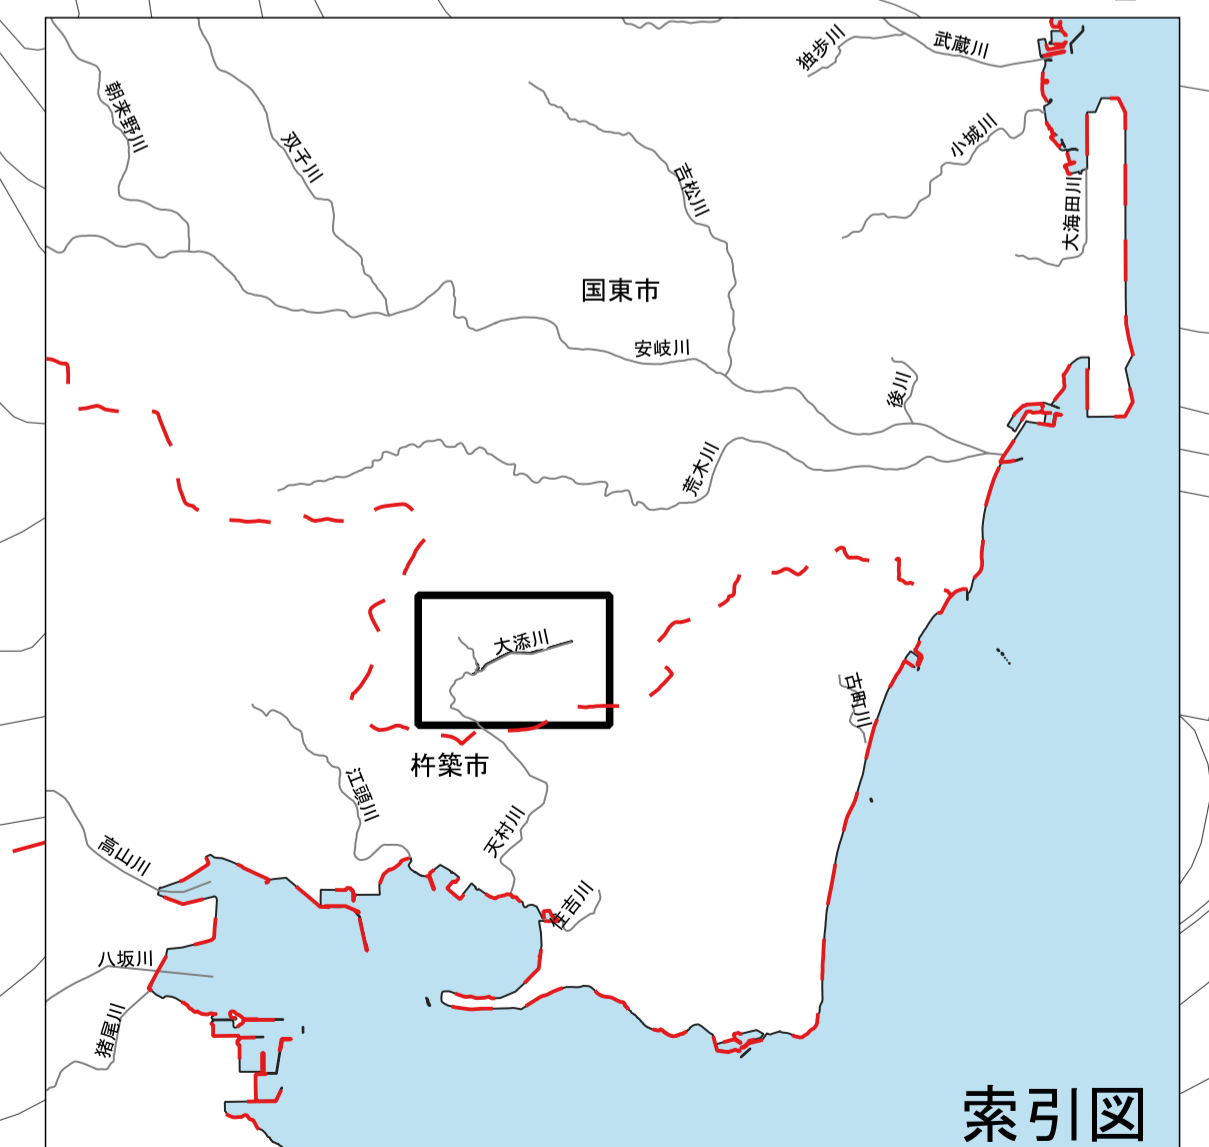 独歩川
武蔵川
朝来野川
双子川
小城川
吉松川
大海田川
国東市
安岐川
後川
荒木川
大添川
古町川
杵築市
江頭川
天村川
高山川
住吉川
八坂川
猪尾川
索引図